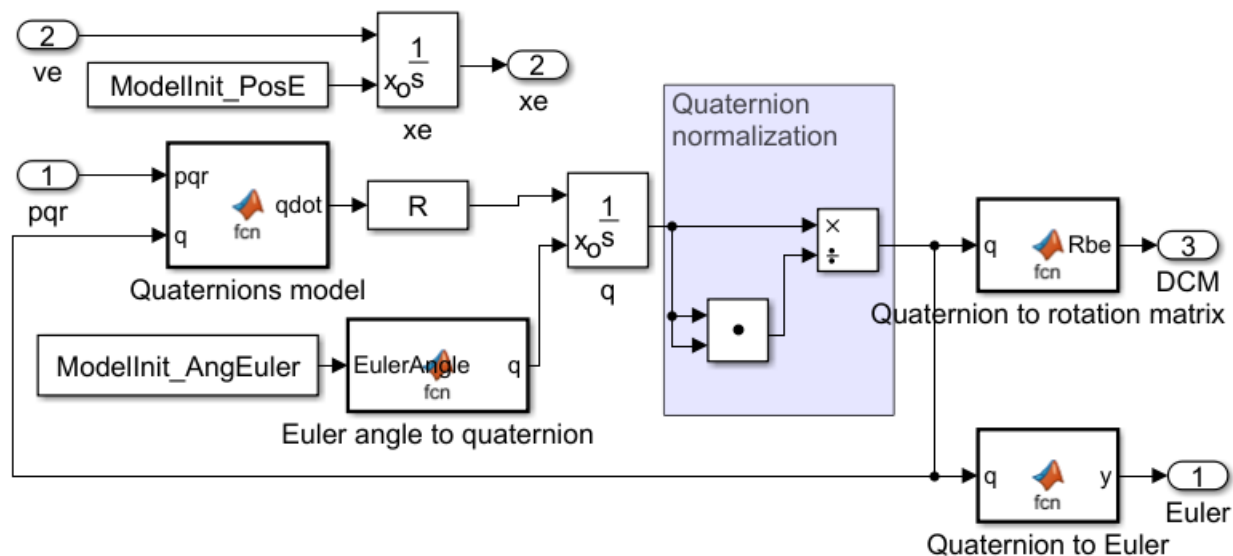 2
ve
ModelInit_PosE
1
s
xo
xe
2
xe
1
pqr
pqr
q
fcn
qdot
Quaternions model
R
ModelInit_AngEuler
EulerAngle
fcn
q
Euler angle to quaternion
1
s
xo
q
Quaternion
normalization
×
÷
q
fcn
Rbe
Quaternion to rotation matrix
3
DCM
q
fcn
y
Quaternion to Euler
1
Euler